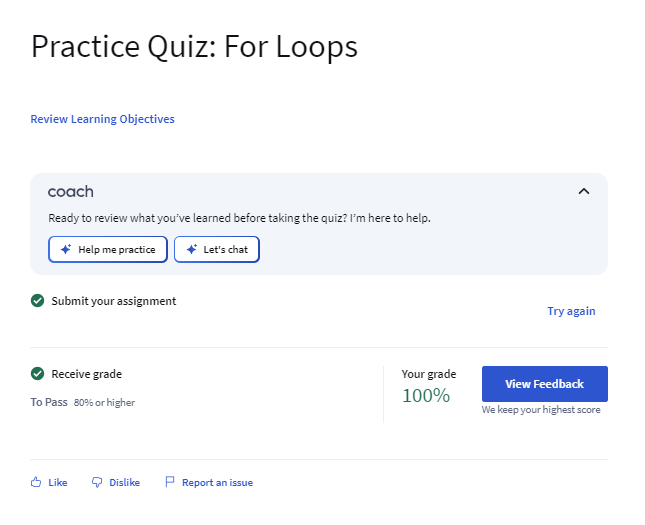 Practice Quiz: For Loops
Review Learning Objectives
coach
Ready to review what you've learned before taking the quiz? I'm here to help.
Help me practice
Let's chat
Submit your assignment
Try again
Receive grade
To Pass 80% or higher
Your grade
100%
View Feedback
We keep your highest score
Like
Dislike
Report an issue